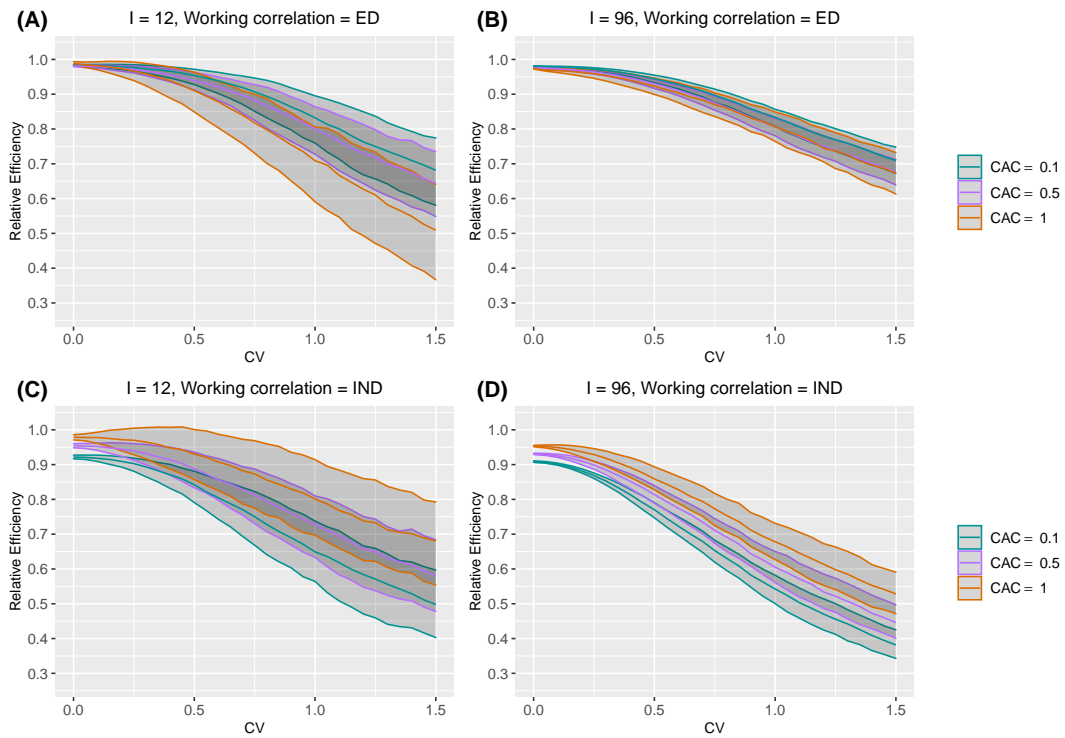 (A)
I = 12, Working correlation = ED
1.0
0.9
0.8
0.7
0.6
0.5
0.4
0.3
Relative Efficiency
0.0
0.5
1.0
1.5
CV
(B)
I = 96, Working correlation = ED
1.0
0.9
0.8
0.7
0.6
0.5
0.4
0.3
Relative Efficiency
0.0
0.5
1.0
1.5
CV
CAC = 0.1
CAC = 0.5
CAC = 1
(C)
I = 12, Working correlation = IND
1.0
0.9
0.8
0.7
0.6
0.5
0.4
0.3
Relative Efficiency
0.0
0.5
1.0
1.5
CV
(D)
I = 96, Working correlation = IND
1.0
0.9
0.8
0.7
0.6
0.5
0.4
0.3
Relative Efficiency
0.0
0.5
1.0
1.5
CV
CAC = 0.1
CAC = 0.5
CAC = 1